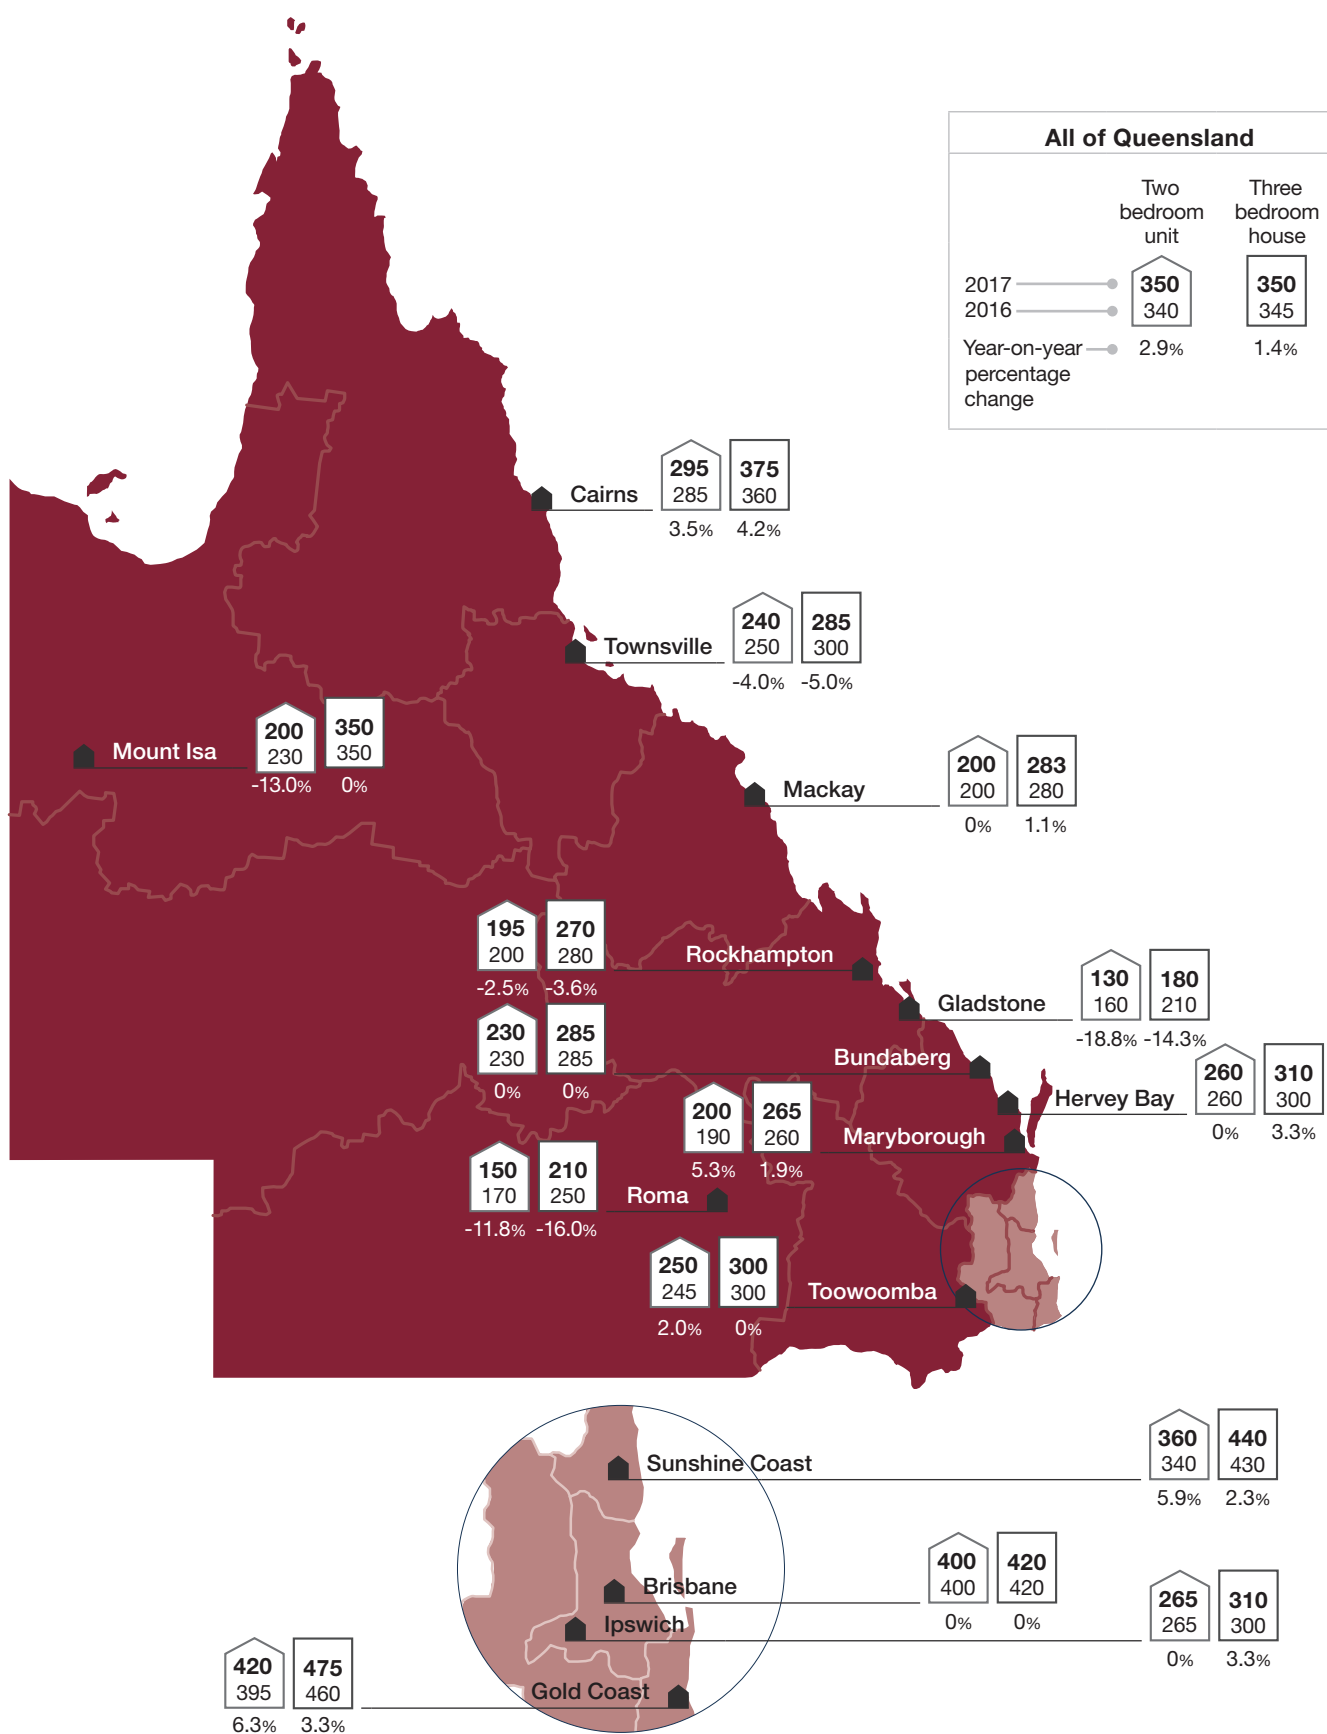 All of Queensland
Two bedroom unit
Three bedroom house
2017 350 350
2016 340 345
Year-on-year percentage change 2.9% 1.4%
Cairns
295 375
285 360
3.5% 4.2%
Townsville
240 285
250 300
-4.0% -5.0%
Mount Isa
200 350
230 350
-13.0% 0%
Mackay
200 283
200 280
0% 1.1%
Rockhampton
195 270
200 280
-2.5% -3.6%
Gladstone
130 180
160 210
-18.8% -14.3%
Bundaberg
230 285
230 285
0% 0%
Hervey Bay
260 310
260 300
0% 3.3%
Maryborough
200 265
190 260
5.3% 1.9%
Roma
150 210
170 250
-11.8% -16.0%
Toowoomba
250 300
245 300
2.0% 0%
Sunshine Coast
360 440
340 430
5.9% 2.3%
Brisbane
400 420
400 420
0% 0%
Ipswich
265 310
265 300
0% 3.3%
Gold Coast
420 475
395 460
6.3% 3.3%